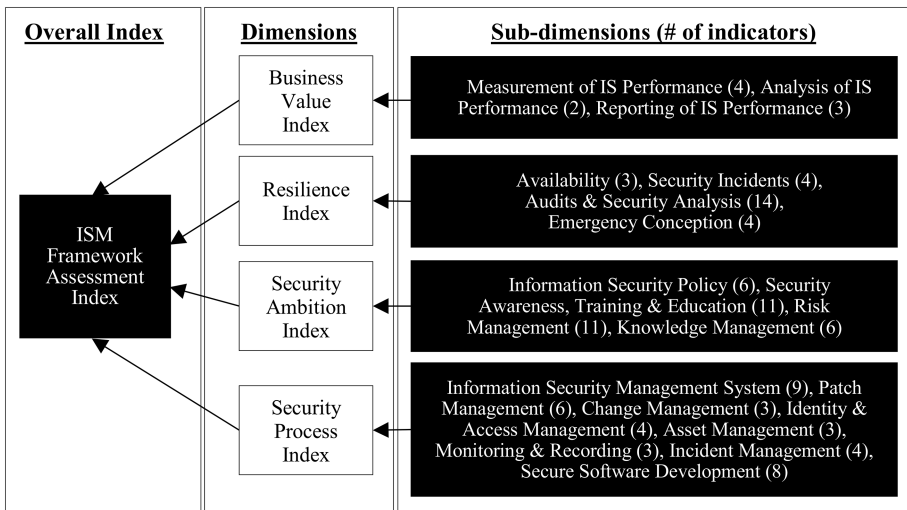 Overall Index
Dimensions
Sub-dimensions (# of indicators)
ISM
Framework
Assessment
Index
Business
Value
Index
Measurement of IS Performance (4), Analysis of IS
Performance (2), Reporting of IS Performance (3)
Resilience
Index
Availability (3), Security Incidents (4),
Audits & Security Analysis (14),
Emergency Conception (4)
Security
Ambition
Index
Information Security Policy (6), Security
Awareness, Training & Education (11), Risk
Management (11), Knowledge Management (6)
Security
Process
Index
Information Security Management System (9), Patch
Management (6), Change Management (3), Identity &
Access Management (4), Asset Management (3),
Monitoring & Recording (3), Incident Management (4),
Secure Software Development (8)